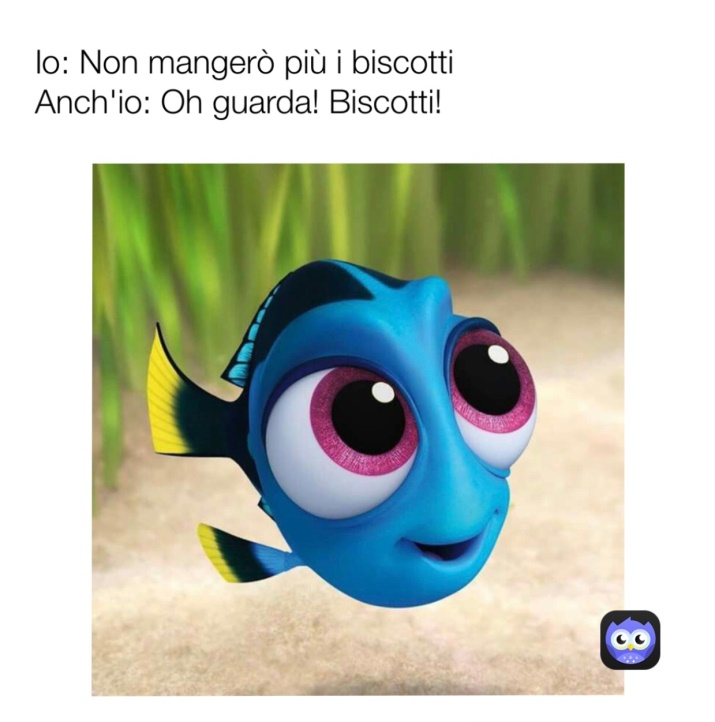 Io: Non mangerò più i biscotti
Anch'io: Oh guarda! Biscotti!